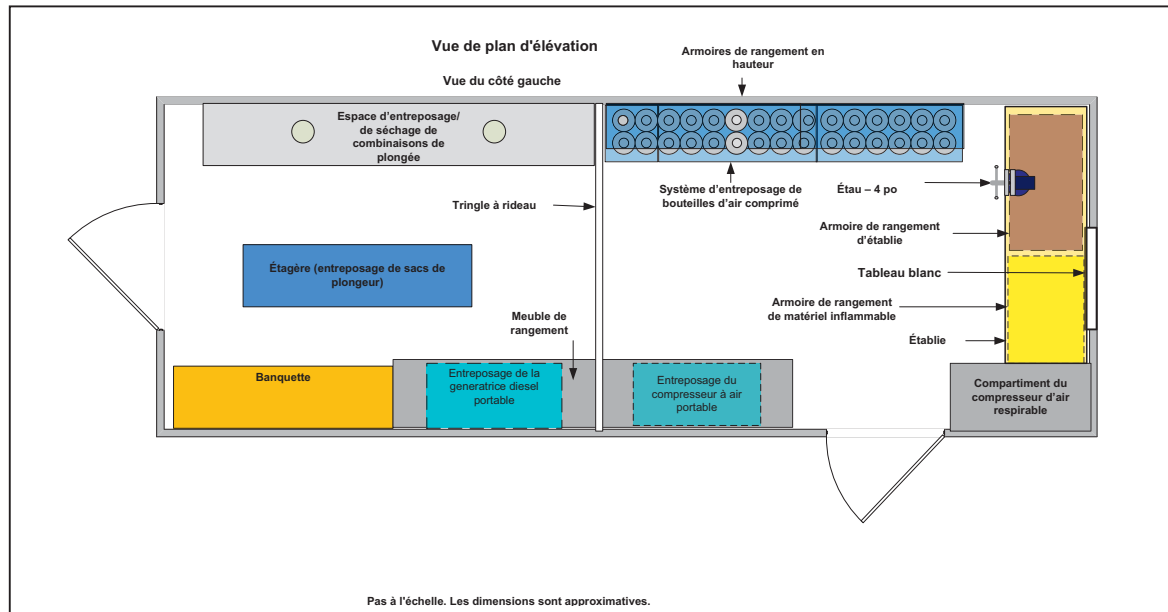 Vue de plan d'élévation
Vue du côté gauche
Armoires de rangement en
hauteur
Espace d'entreposage/
de séchage de
combinaisons de
plongée
Système d'entreposage de
bouteilles d'air comprimé
Étau – 4 po
Tringle à rideau
Armoire de rangement
d'établie
Étagère (entreposage de sacs de
plongeur)
Tableau blanc
Meuble de
rangement
Armoire de rangement
de matériel inflammable
Établie
Banquette
Entreposage de la
generatrice diesel
portable
Entreposage du
compresseur à air
portable
Compartiment du
compresseur d'air
respirable
Pas à l'échelle. Les dimensions sont approximatives.